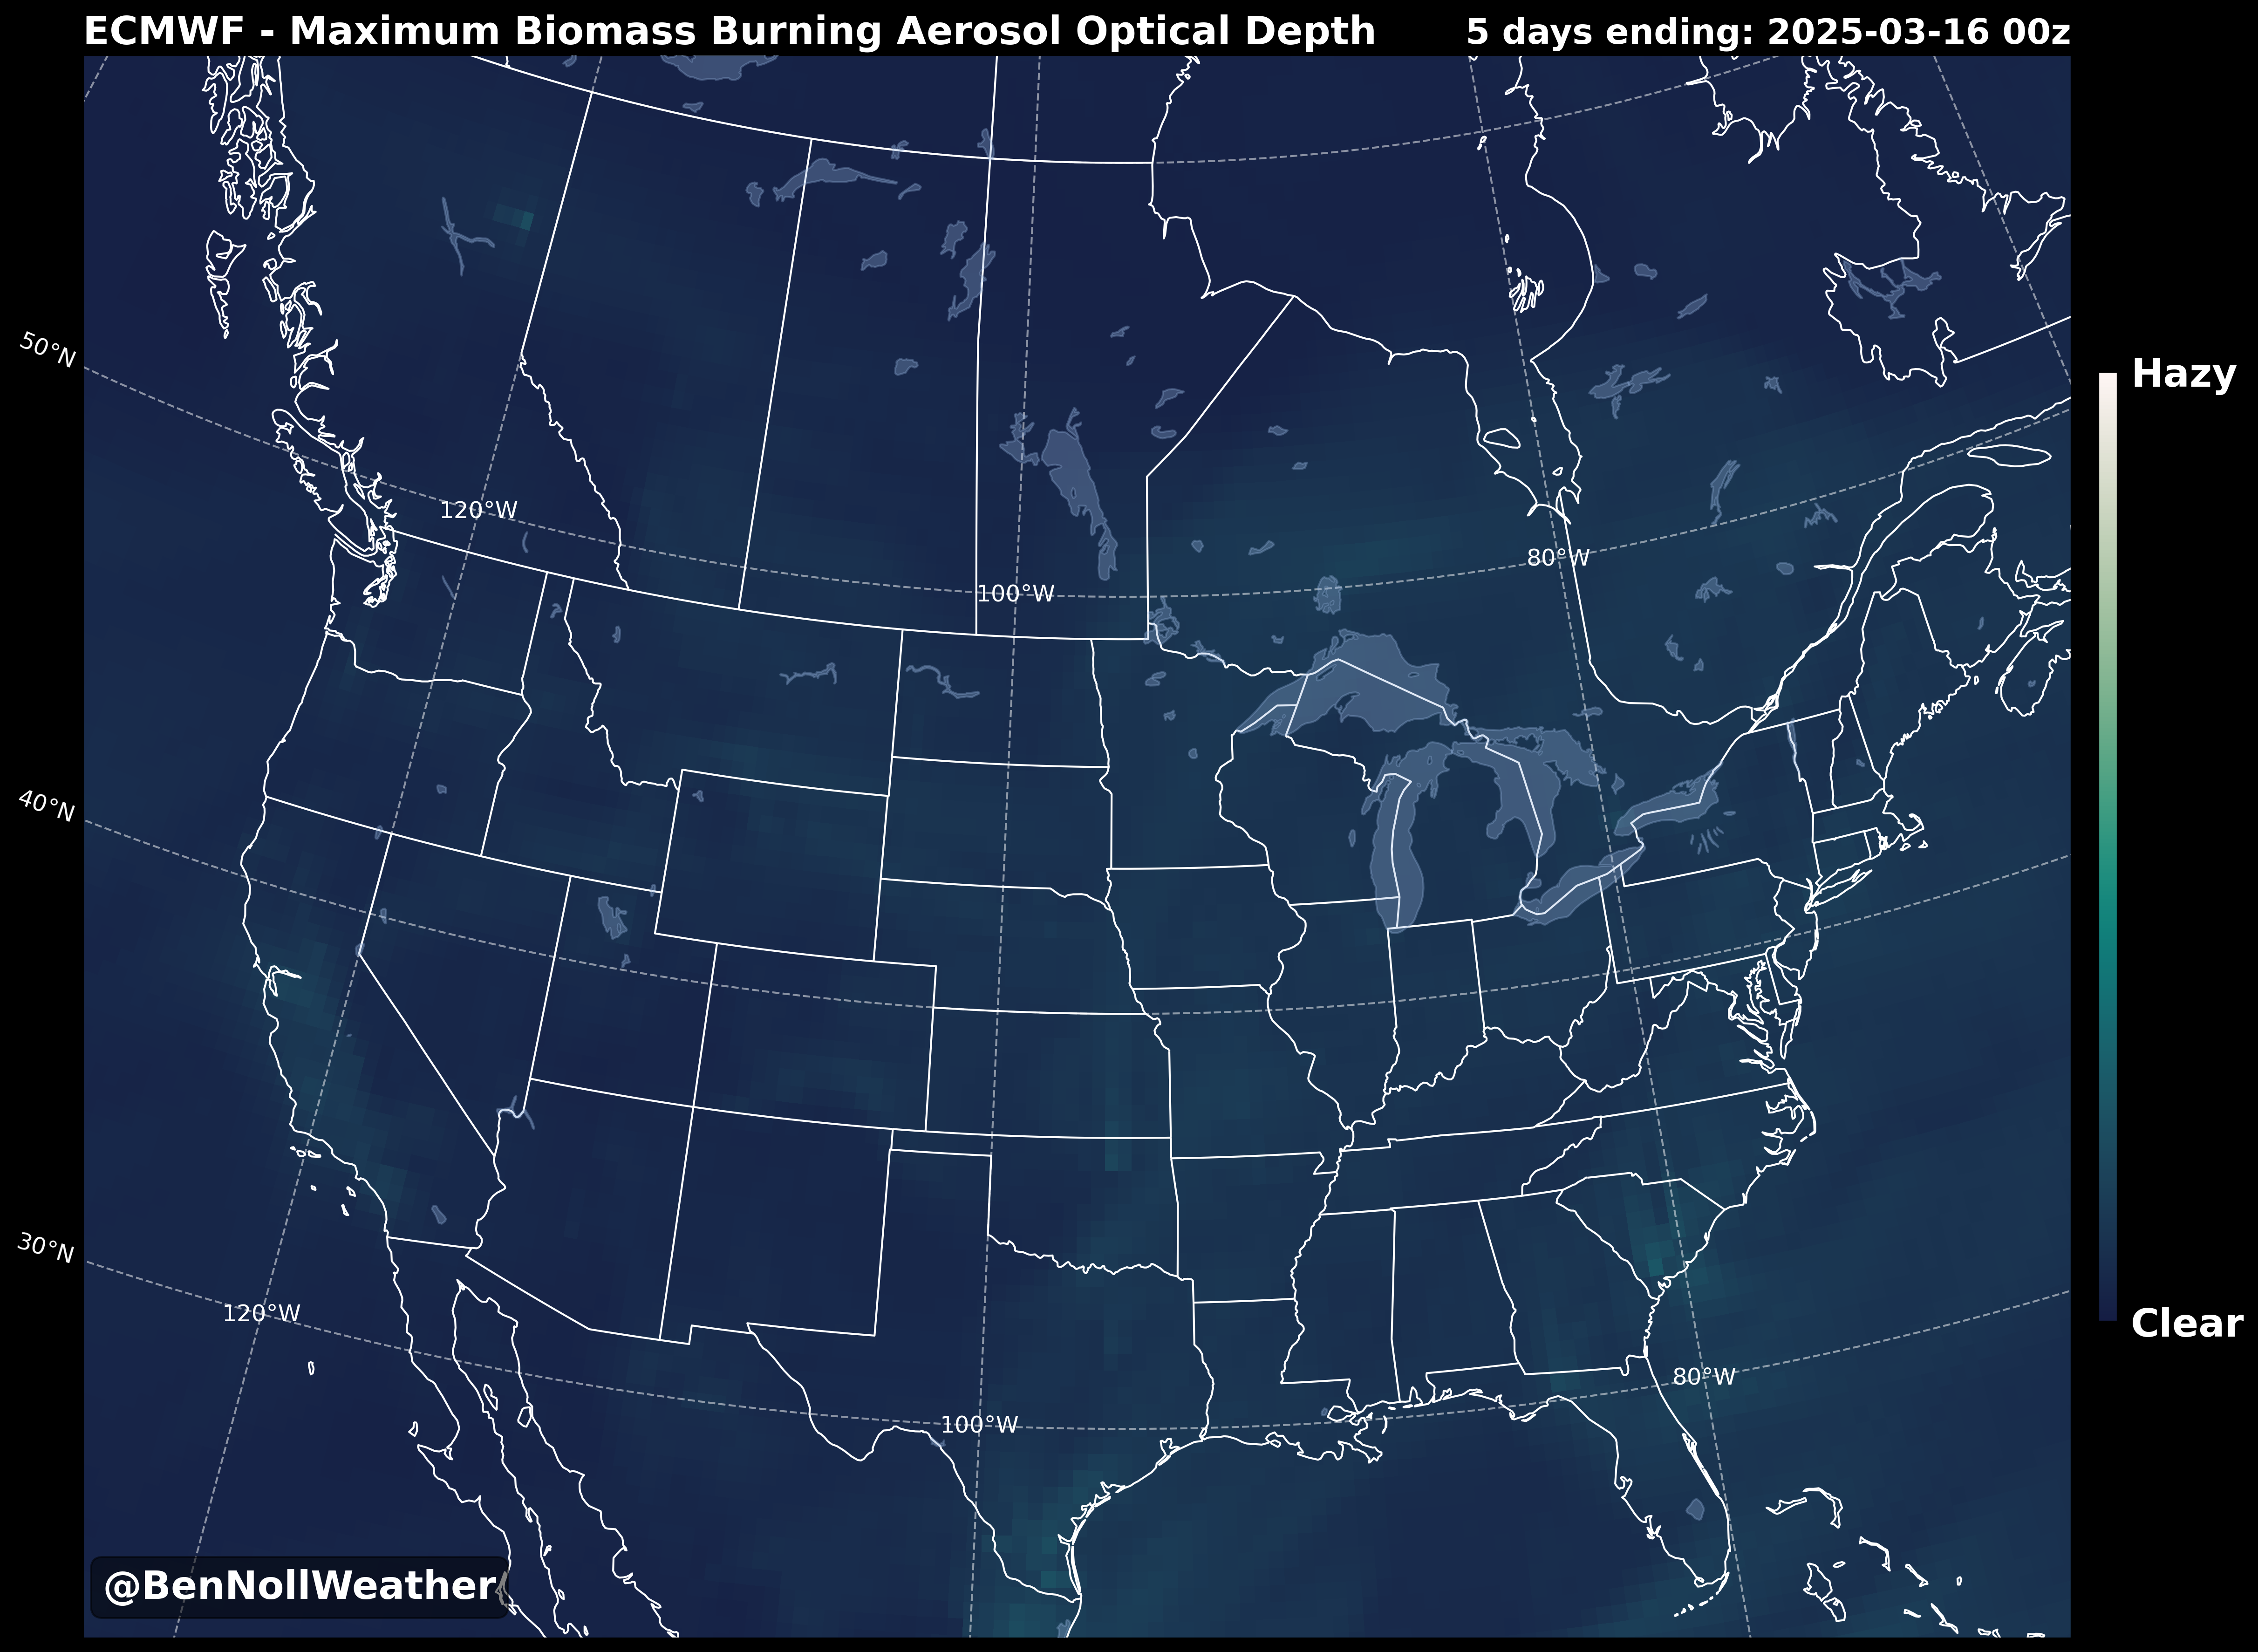 ECMWF - Maximum Biomass Burning Aerosol Optical Depth
5 days ending: 2025-03-16 00z
50°N
Hazy
120°W
80°W
100°W
40°N
30°N
120°W
Clear
80°W
100°W
@BenNollWeather